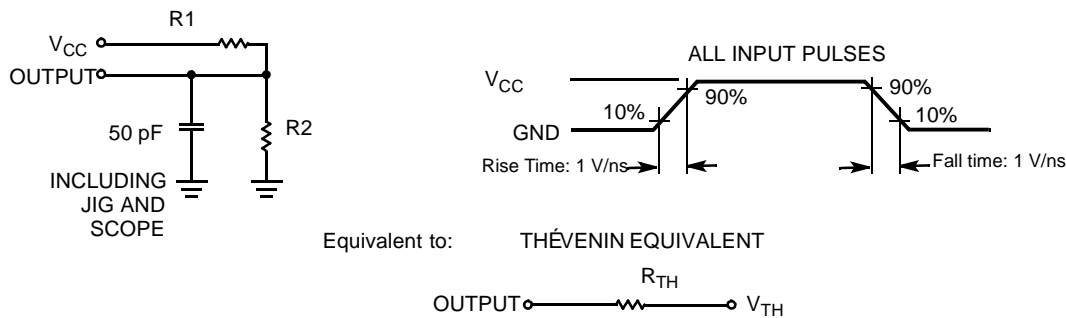 R1
VCC
OUTPUT
50 pF
R2
INCLUDING
JIG AND
SCOPE
ALL INPUT PULSES
VCC
GND
10%
90%
90%
10%
Rise Time: 1 V/ns
Fall time: 1 V/ns
Equivalent to: THÉVENIN EQUIVALENT
RTH
OUTPUT VTH